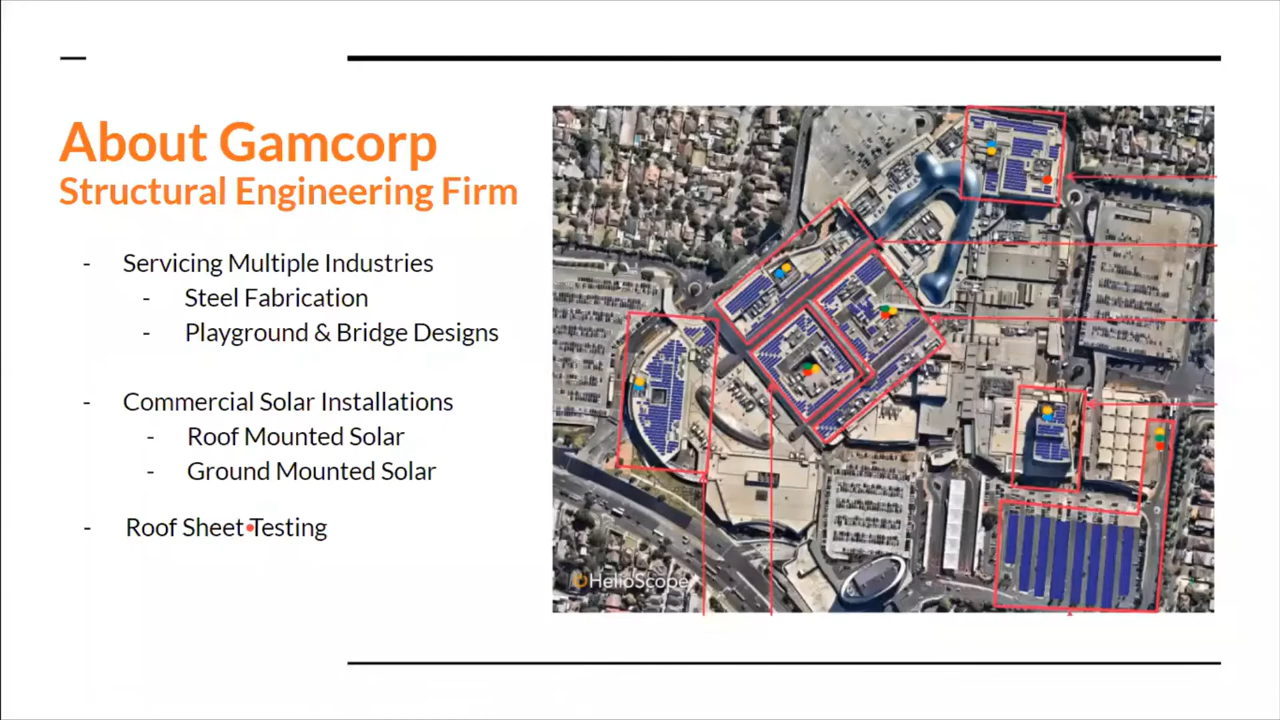 About Gamcorp
Structural Engineering Firm
- Servicing Multiple Industries
- Steel Fabrication
- Playground & Bridge Designs
- Commercial Solar Installations
- Roof Mounted Solar
- Ground Mounted Solar
- Roof Sheet Testing
HelioScope